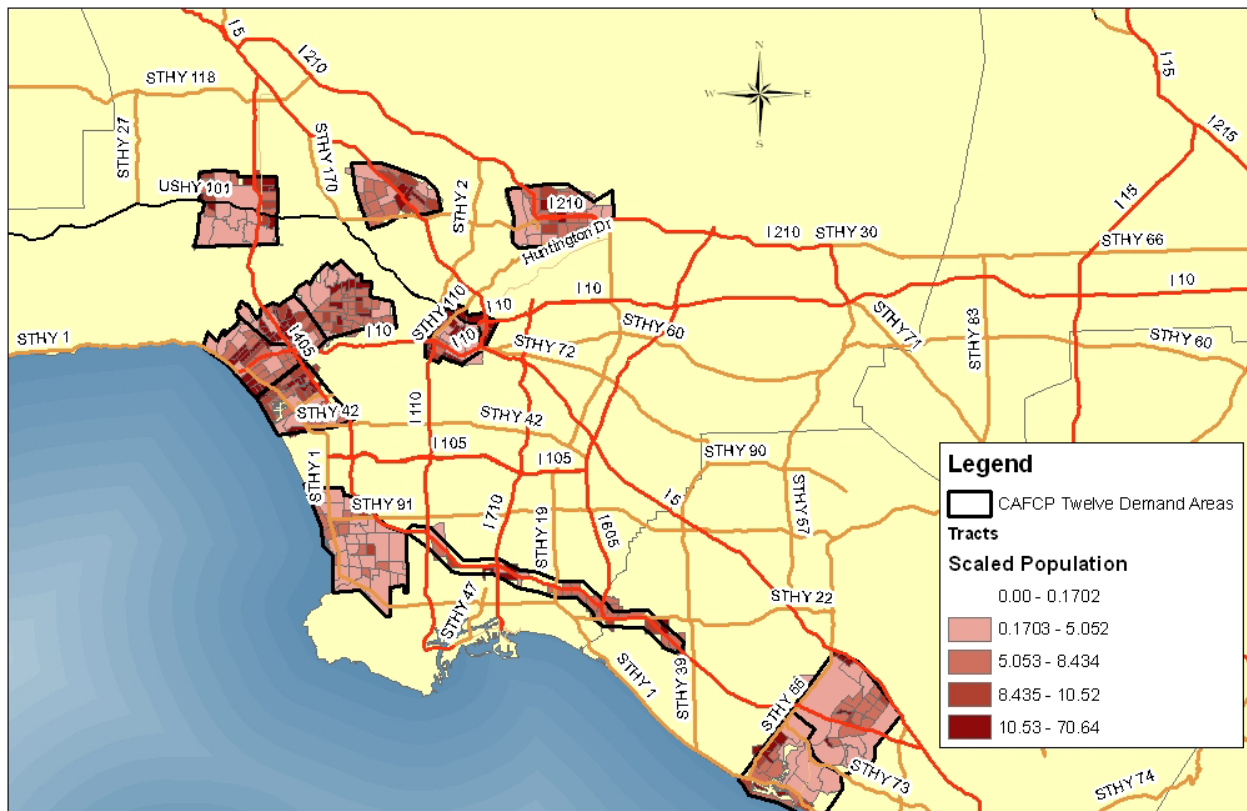 I 5
I 210
N
W E
S
I 15
STHY 118
STHY 27
I 215
STHY 170
USHY 101
STHY 2
I 210
I 15
Huntington Dr
I 210
STHY 30
STHY 66
STHY 110
I 10
I 10
I 10
STHY 1
I 405
I 10
I 10
STHY 72
STHY 60
STHY 71
STHY 83
STHY 60
STHY 42
I 110
STHY 42
I 105
I 105
STHY 90
STHY 1
STHY 91
I 710
STHY 19
I 605
I 5
STHY 57
STHY 47
STHY 22
STHY 1
STHY 39
STHY 55
STHY 73
STHY 74
Legend
CAFCP Twelve Demand Areas
Tracts
Scaled Population
0.00 - 0.1702
0.1703 - 5.052
5.053 - 8.434
8.435 - 10.52
10.53 - 70.64